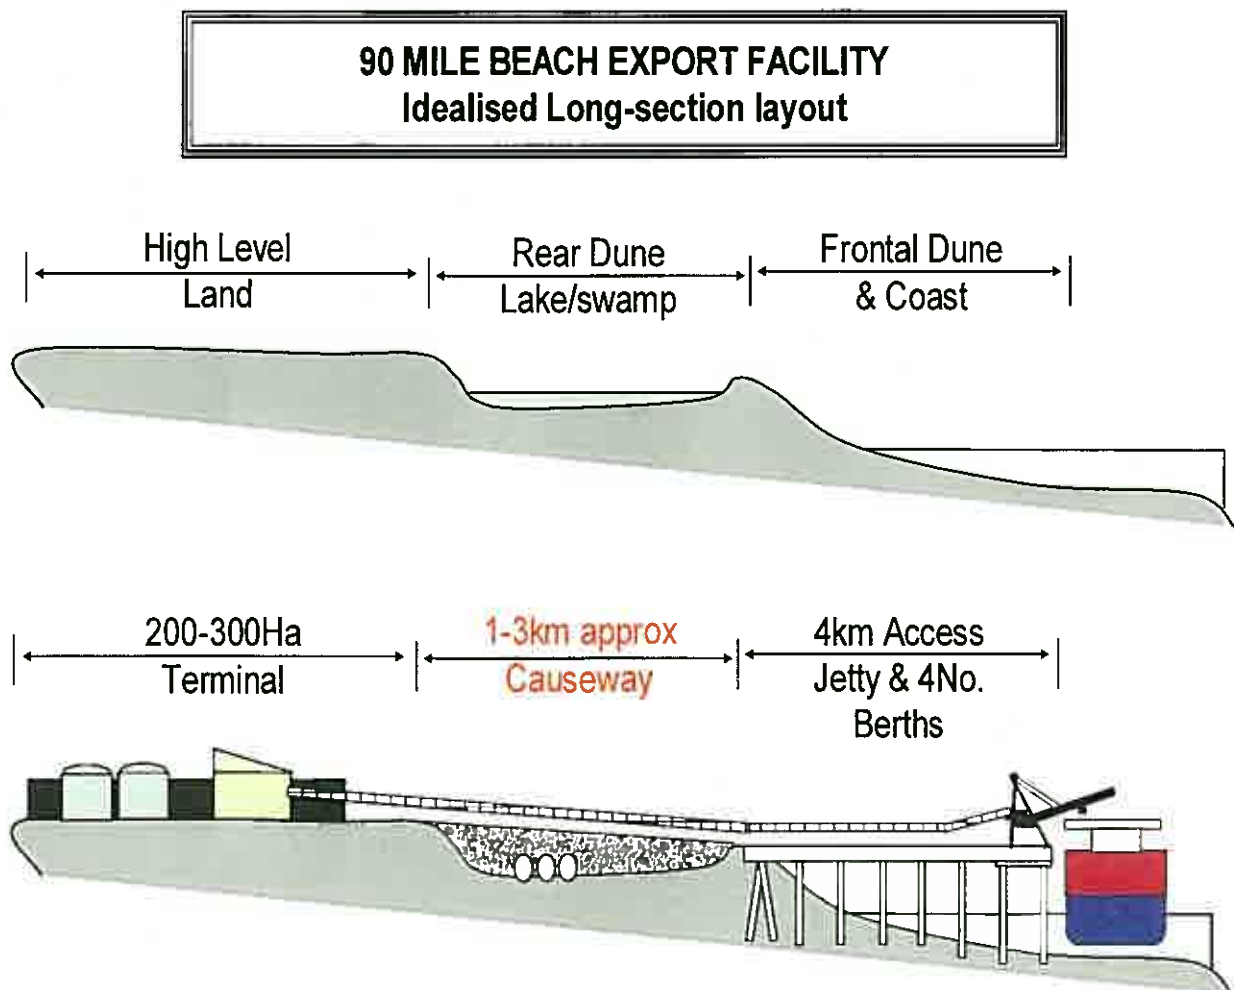 90 MILE BEACH EXPORT FACILITY
Idealised Long-section layout
High Level
Land
Rear Dune
Lake/swamp
Frontal Dune
& Coast
200-300Ha
Terminal
1-3km approx
Causeway
4km Access
Jetty & 4No.
Berths